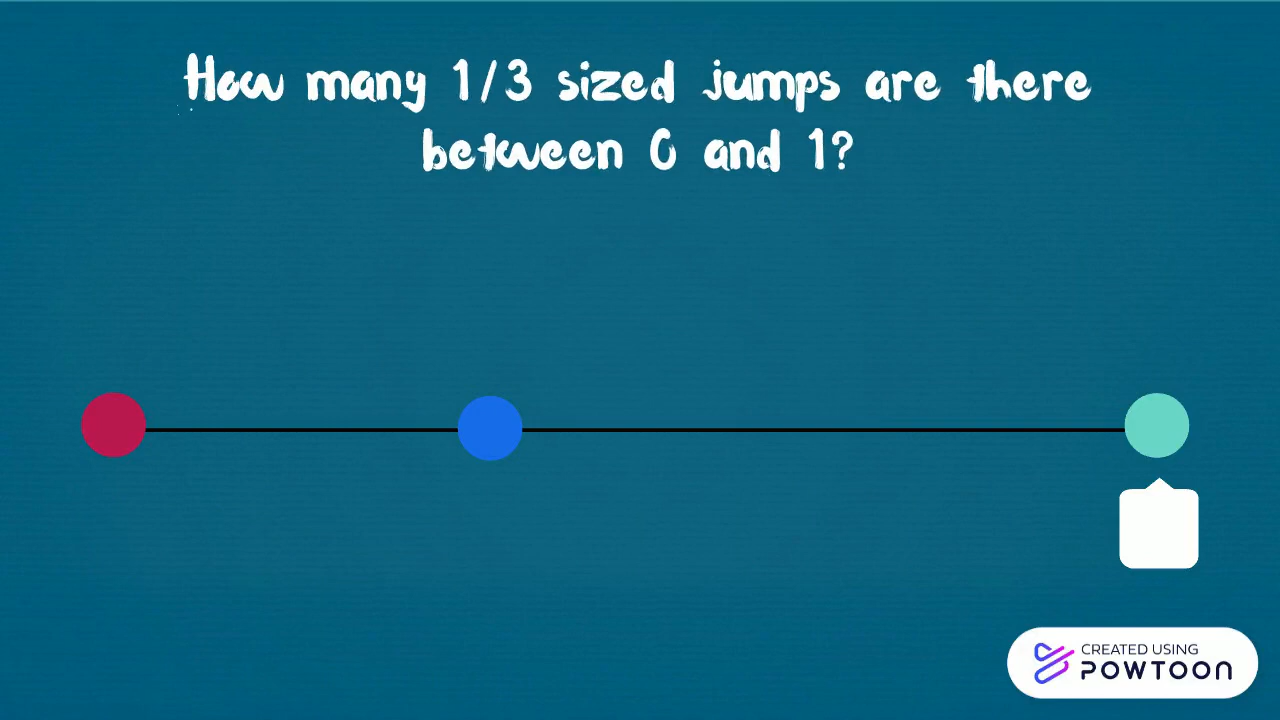 How many 1/3 sized jumps are there
between 0 and 1?
CREATED USING
POWTOON